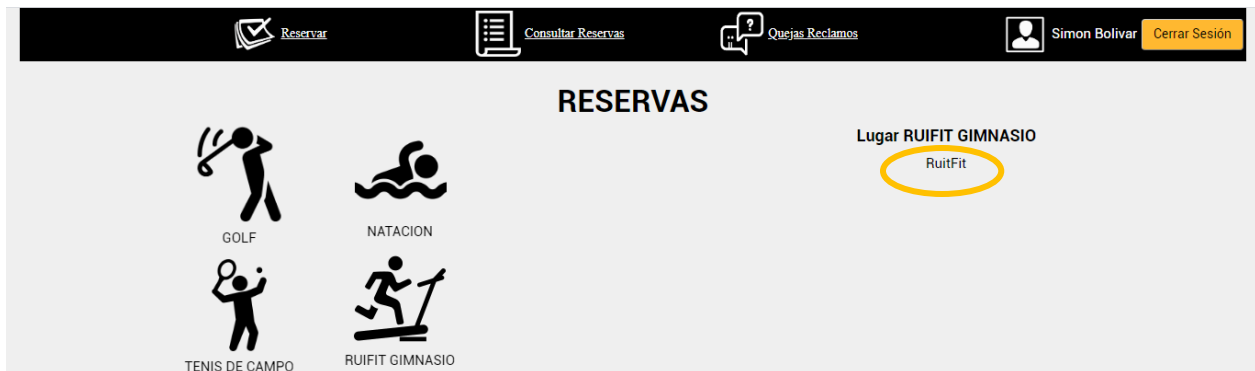 Reservar
Consultar Reservas
?
Quejas Reclamos
Simon Bolivar
Cerrar Sesión
RESERVAS
GOLF
NATACION
TENIS DE CAMPO
RUIFIT GIMNASIO
Lugar RUIFIT GIMNASIO
RuitFit